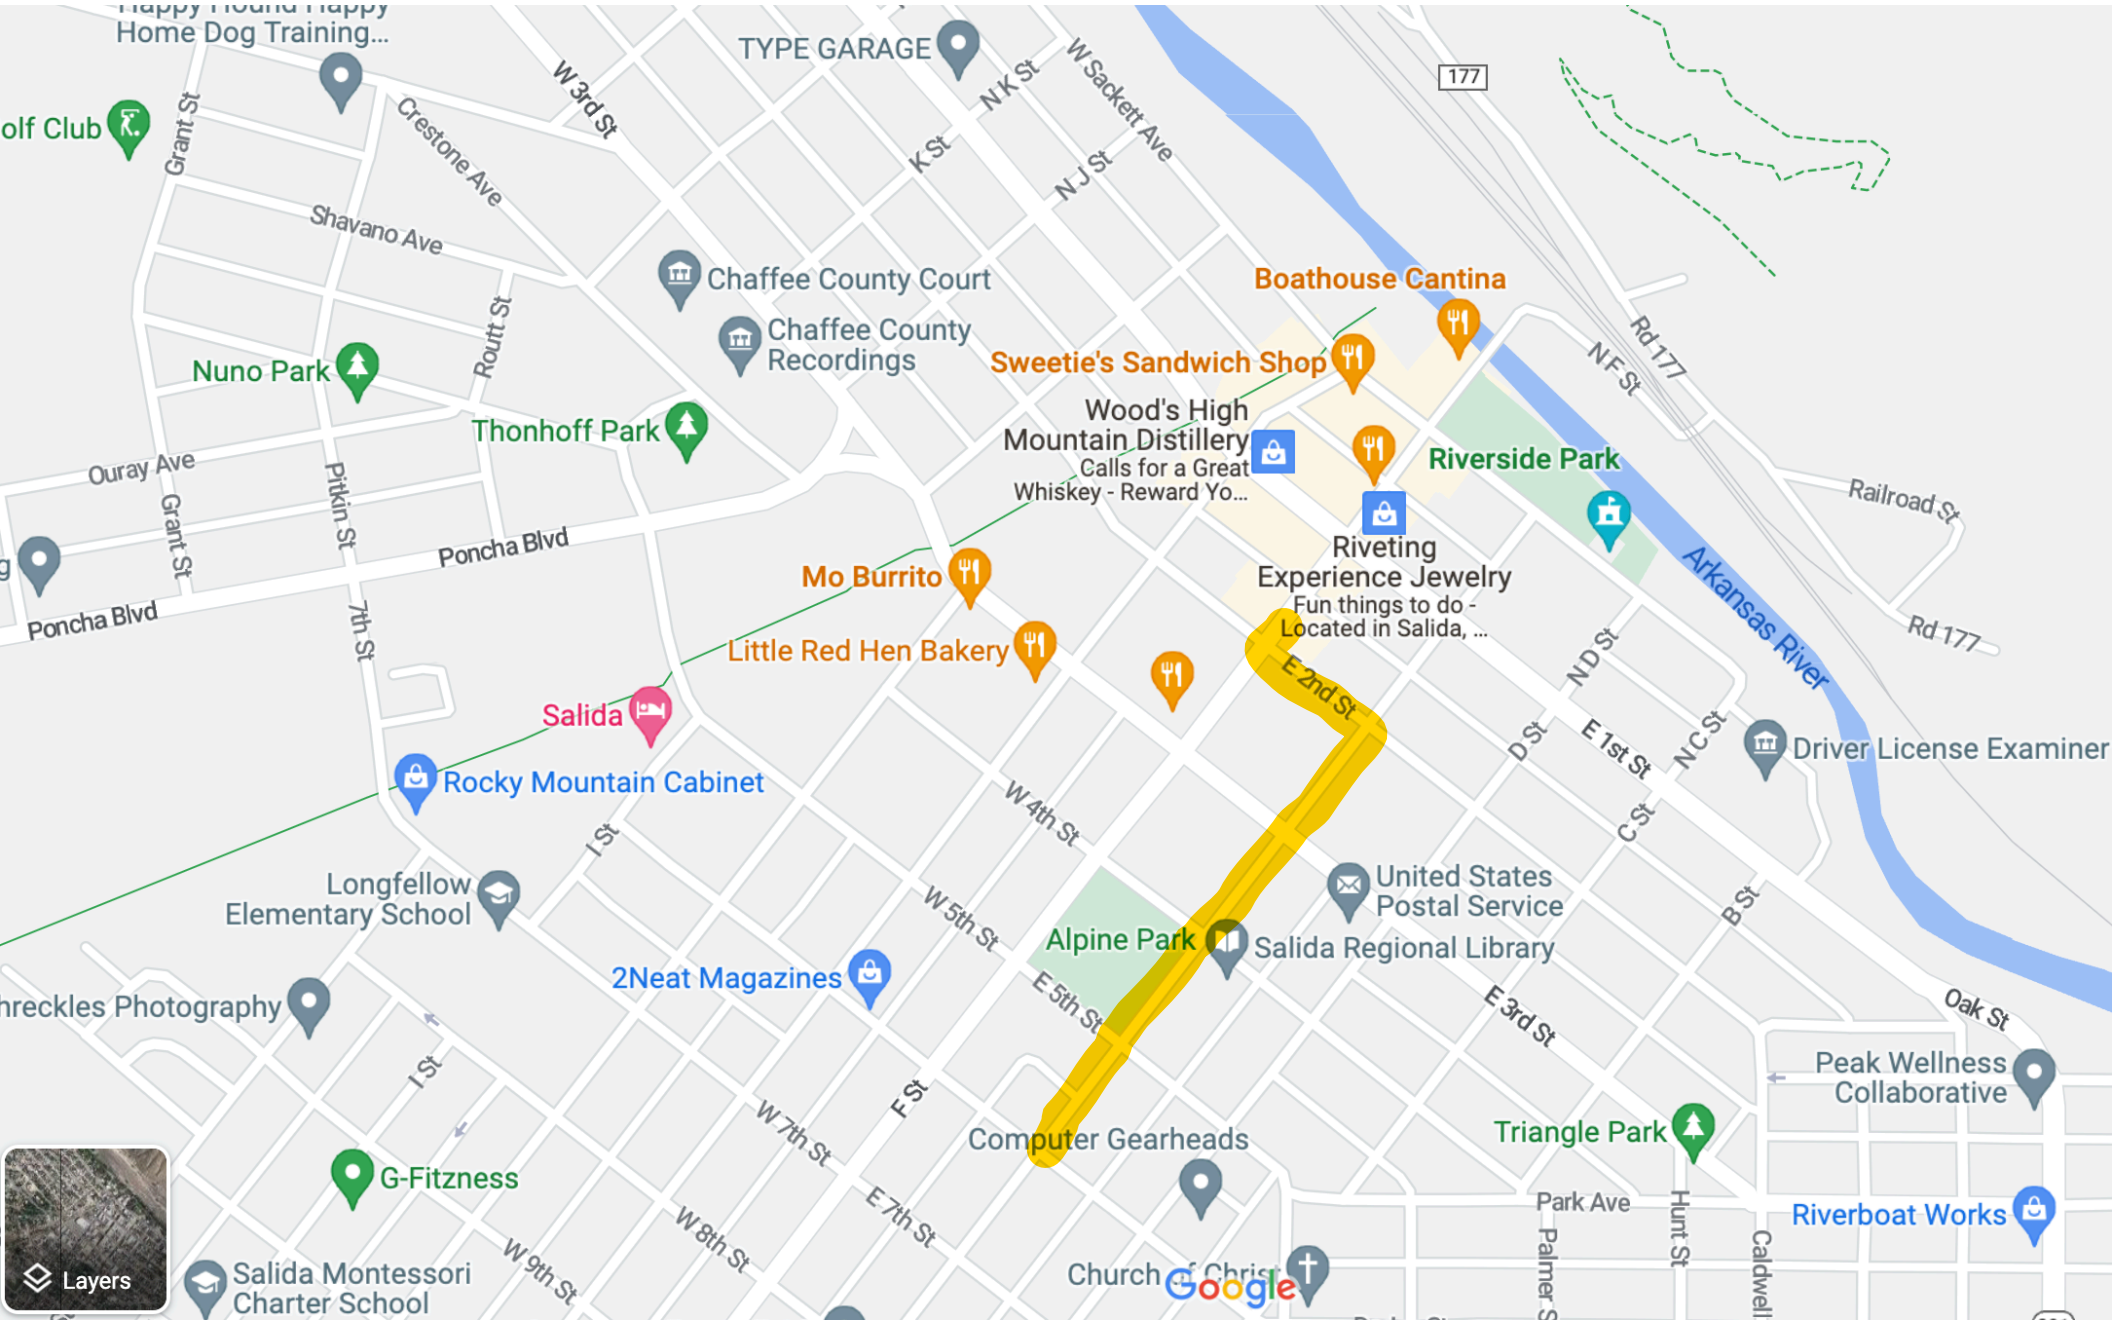 Happy Hound Happy
Home Dog Training...
TYPE GARAGE
W 3rd St
N K St
W Sackett Ave
177
olf Club
Grant St
Crestone Ave
K St
N J St
Shavano Ave
Chaffee County Court
Boathouse Cantina
Routt St
Chaffee County
Recordings
Sweetie's Sandwich Shop
Rd 177
N F St
Nuno Park
Wood's High
Mountain Distillery
Calls for a Great
Whiskey - Reward Yo...
Thonhoff Park
Riverside Park
Ouray Ave
Pitkin St
Grant St
Railroad St
Poncha Blvd
Riveting
Experience Jewelry
Fun things to do -
Located in Salida, ...
g
Mo Burrito
Arkansas River
Poncha Blvd
7th St
Rd 177
Little Red Hen Bakery
E 2nd St
N D St
Salida
D St
E 1st St
N C St
Driver License Examiner
Rocky Mountain Cabinet
W 4th St
C St
I St
Longfellow
Elementary School
United States
Postal Service
B St
W 5th St
Alpine Park
Salida Regional Library
2Neat Magazines
E 5th St
E 3rd St
Oak St
hreckles Photography
I St
F St
Peak Wellness
Collaborative
W 7th St
Computer Gearheads
Triangle Park
G-Fitzness
E 7th St
Park Ave
Hunt St
Riverboat Works
W 8th St
Palmer S
Caldwell
W 9th St
Layers
Salida Montessori
Charter School
Church of Christ
Google